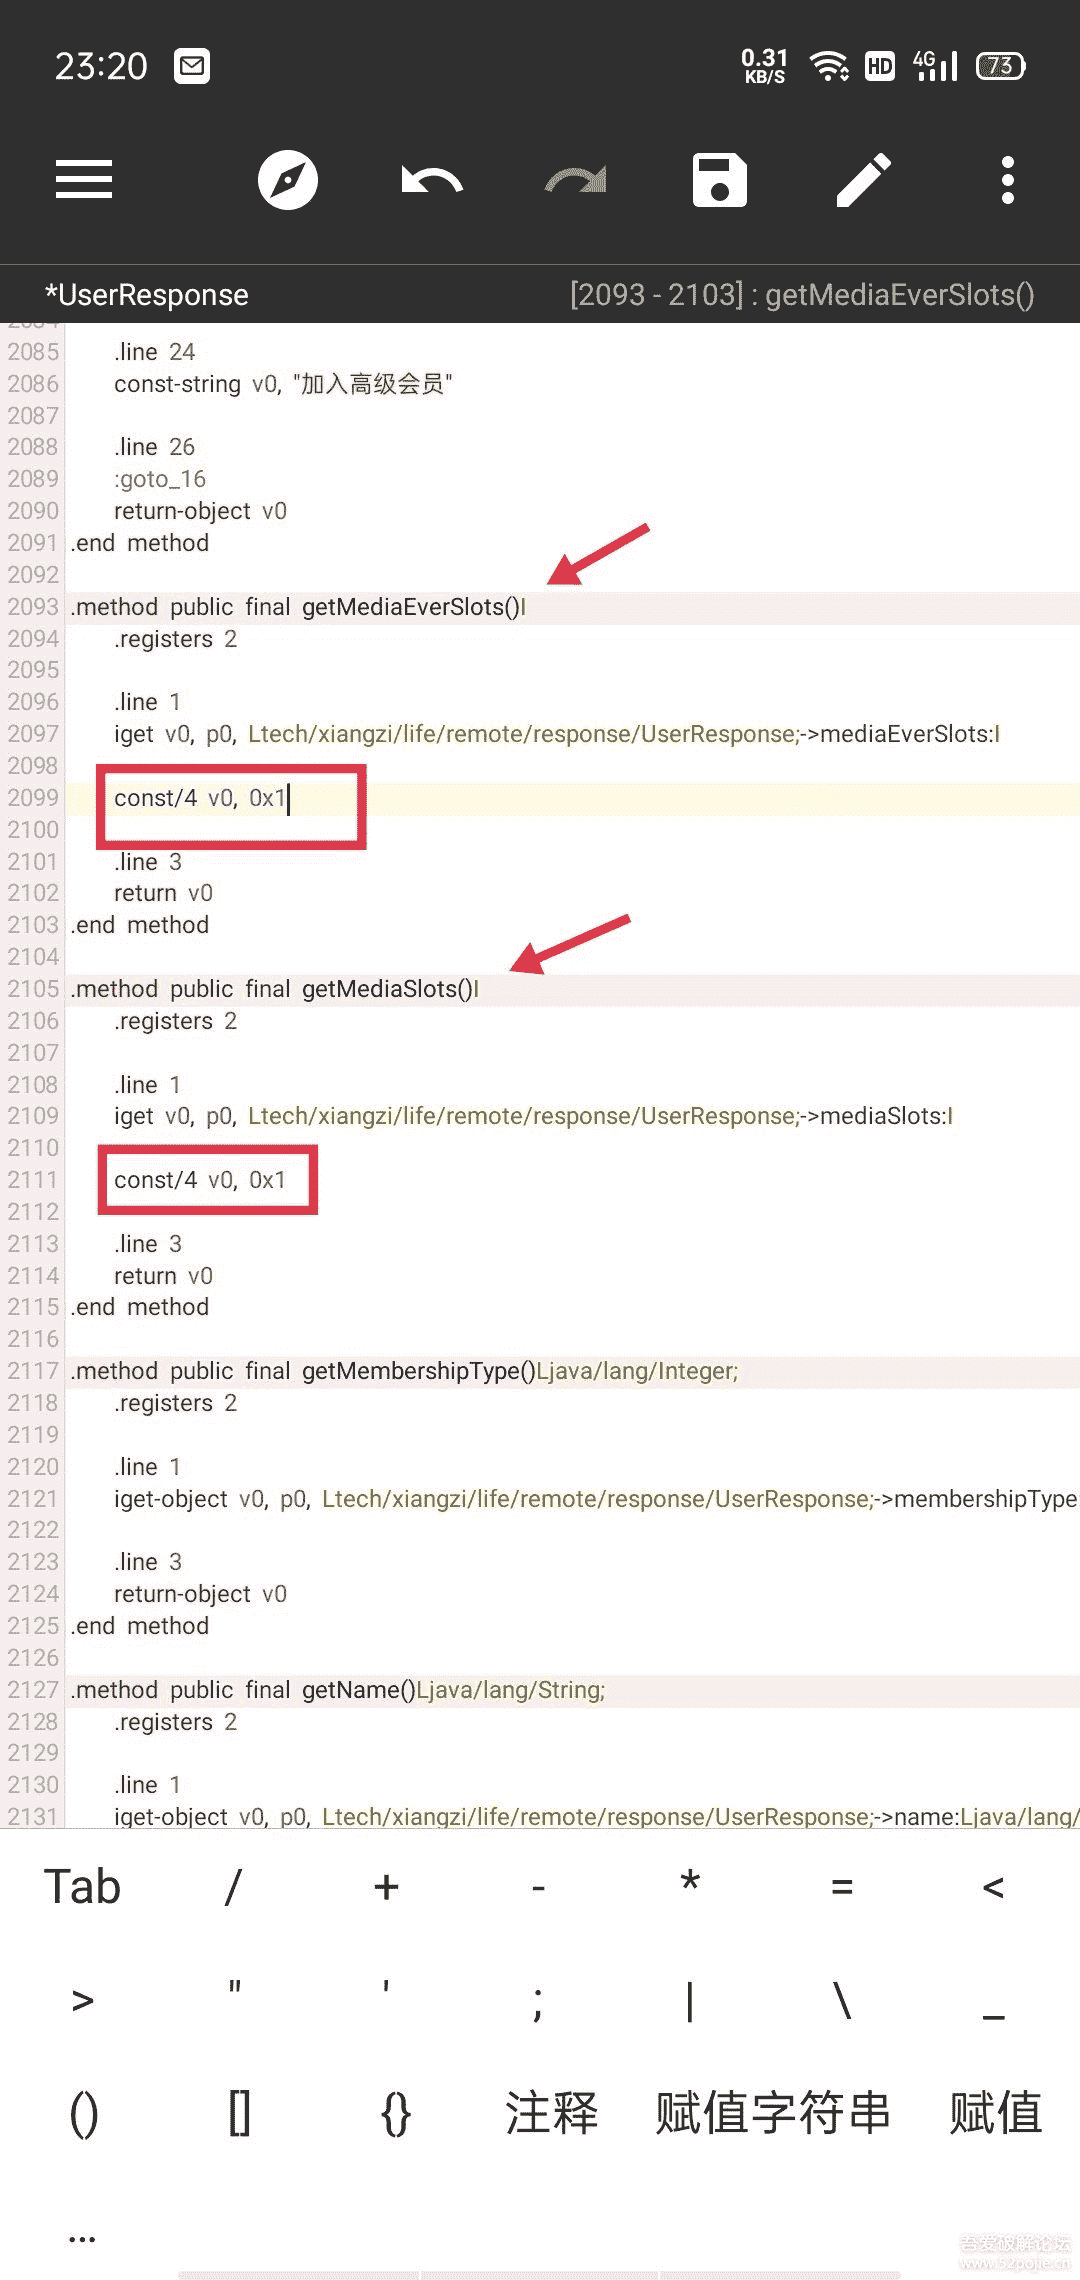 23:20 0.31 KB/S HD 4G 73
*UserResponse [2093 - 2103] : getMediaEverSlots()
2085 .line 24
2086 const-string v0, "加入高级会员"
2087
2088 .line 26
2089 :goto_16
2090 return-object v0
2091 .end method
2092
2093 .method public final getMediaEverSlots()I
2094 .registers 2
2095
2096 .line 1
2097 iget v0, p0, Ltech/xiangzi/life/remote/response/UserResponse;->mediaEverSlots:I
2098
2099 const/4 v0, 0x1
2100
2101 .line 3
2102 return v0
2103 .end method
2104
2105 .method public final getMediaSlots()I
2106 .registers 2
2107
2108 .line 1
2109 iget v0, p0, Ltech/xiangzi/life/remote/response/UserResponse;->mediaSlots:I
2110
2111 const/4 v0, 0x1
2112
2113 .line 3
2114 return v0
2115 .end method
2116
2117 .method public final getMembershipType()Ljava/lang/Integer;
2118 .registers 2
2119
2120 .line 1
2121 iget-object v0, p0, Ltech/xiangzi/life/remote/response/UserResponse;->membershipType
2122
2123 .line 3
2124 return-object v0
2125 .end method
2126
2127 .method public final getName()Ljava/lang/String;
2128 .registers 2
2129
2130 .line 1
2131 iget-object v0, p0, Ltech/xiangzi/life/remote/response/UserResponse;->name:Ljava/lang/
Tab / + - * = <
> " ' ; | \ _
() [] {} 注释 赋值字符串 赋值
...
吾爱破解论坛
www.52pojie.cn